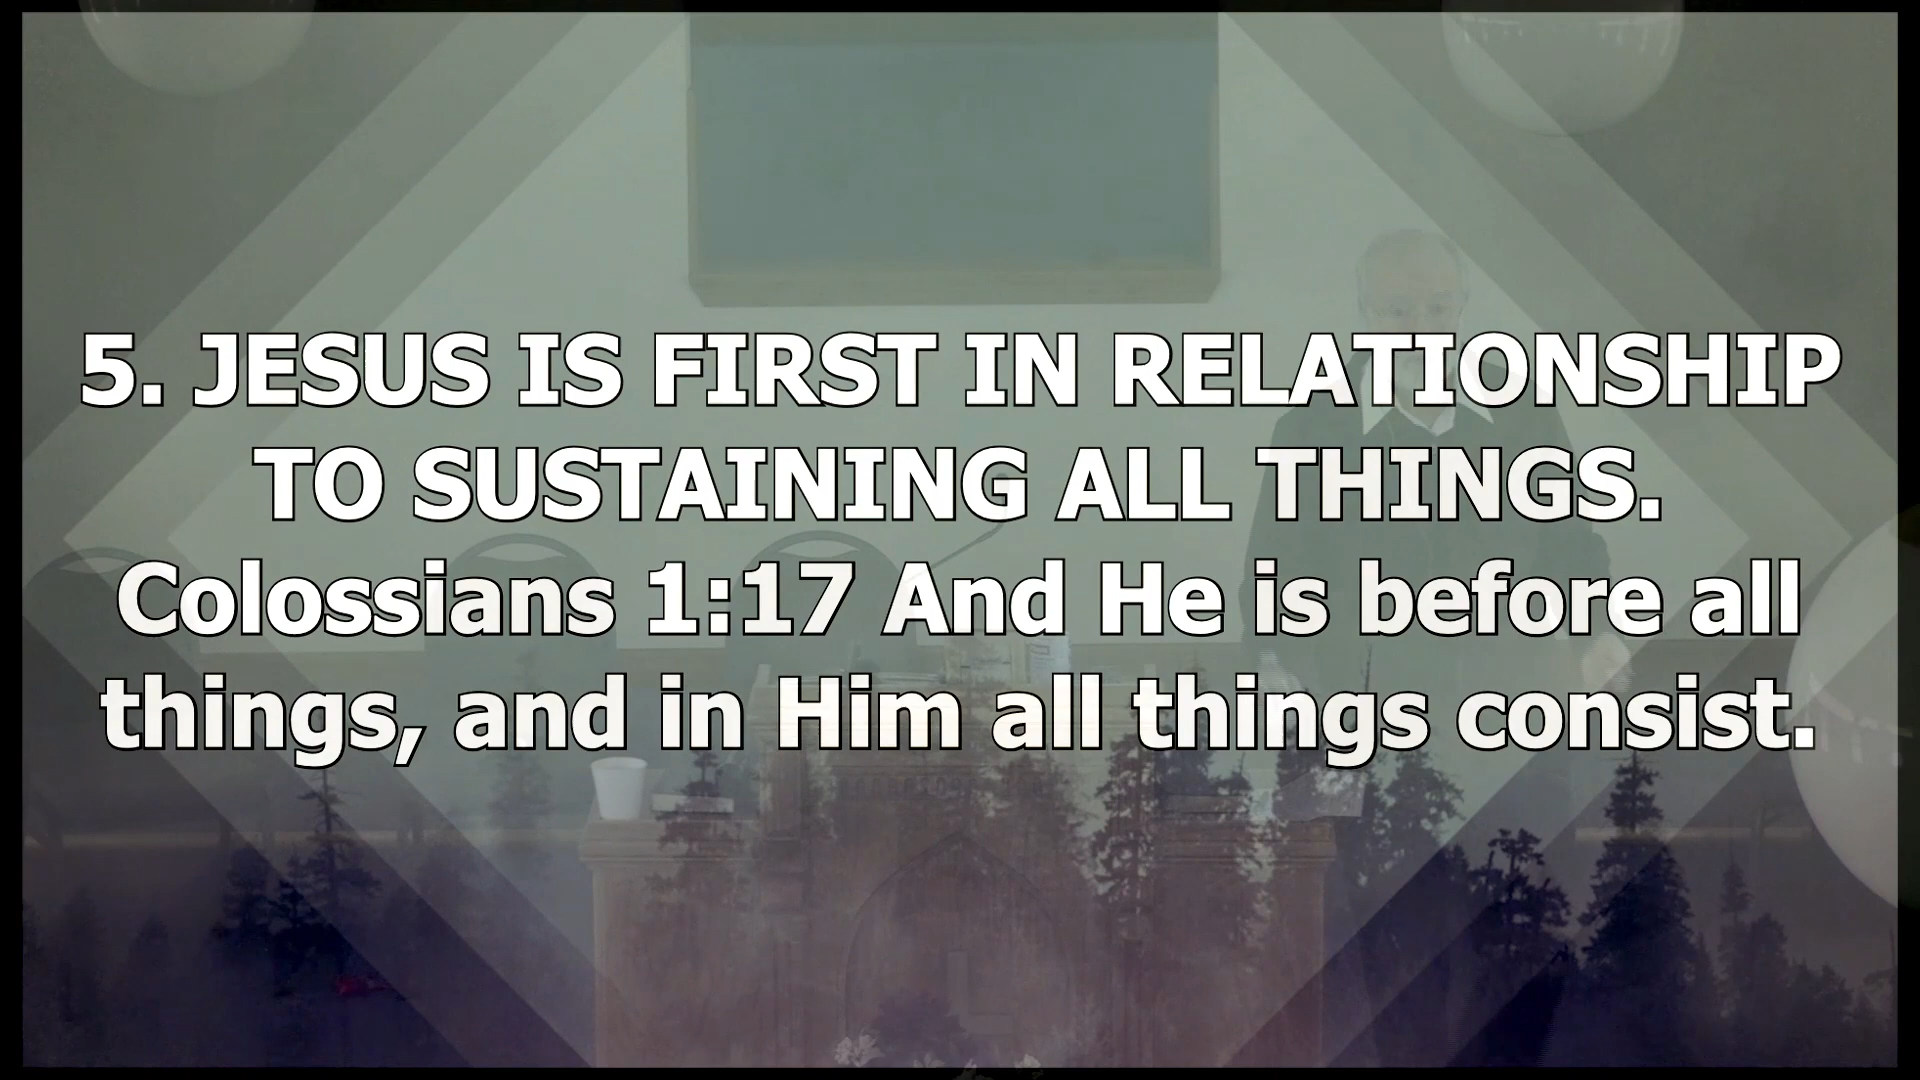 5. JESUS IS FIRST IN RELATIONSHIP
TO SUSTAINING ALL THINGS.
Colossians 1:17 And He is before all
things, and in Him all things consist.